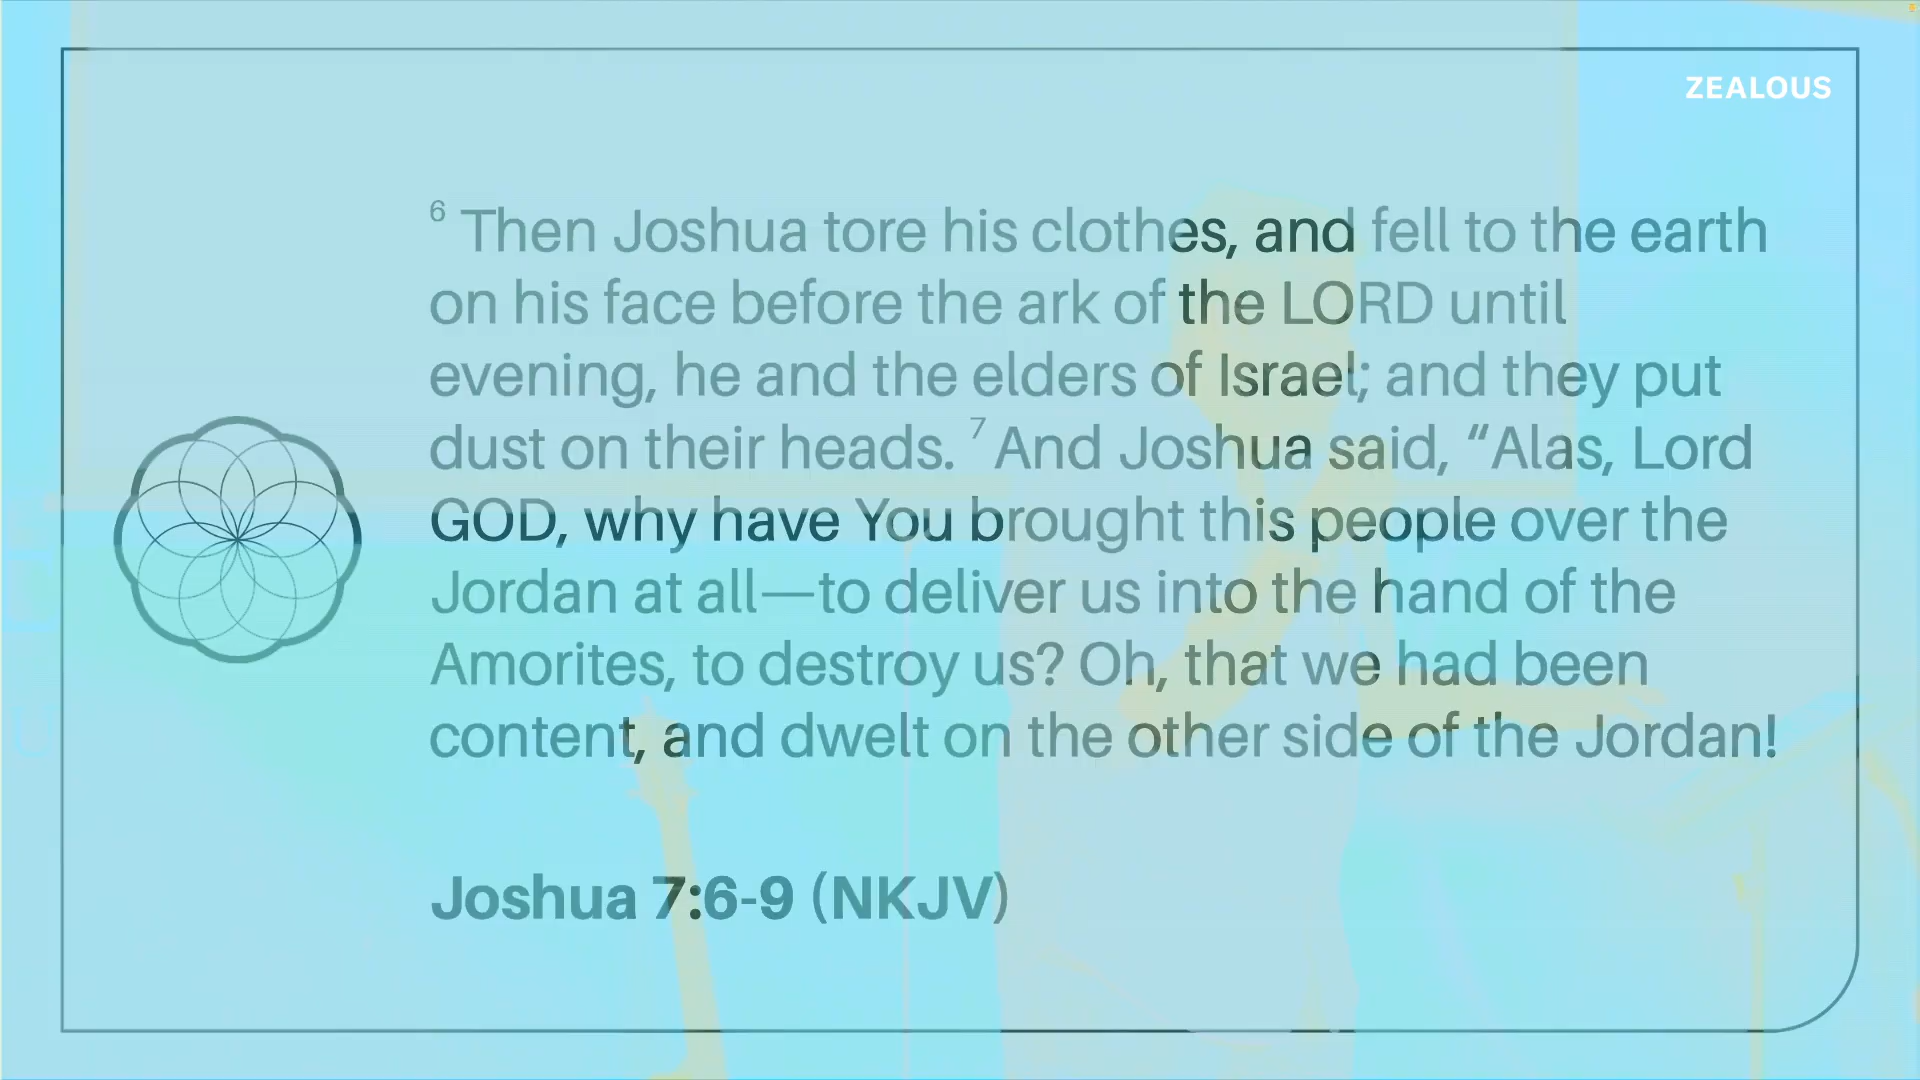 ZEALOUS
6 Then Joshua tore his clothes, and fell to the earth
on his face before the ark of the LORD until
evening, he and the elders of Israel; and they put
dust on their heads. 7 And Joshua said, “Alas, Lord
GOD, why have You brought this people over the
Jordan at all—to deliver us into the hand of the
Amorites, to destroy us? Oh, that we had been
content, and dwelt on the other side of the Jordan!
Joshua 7:6-9 (NKJV)